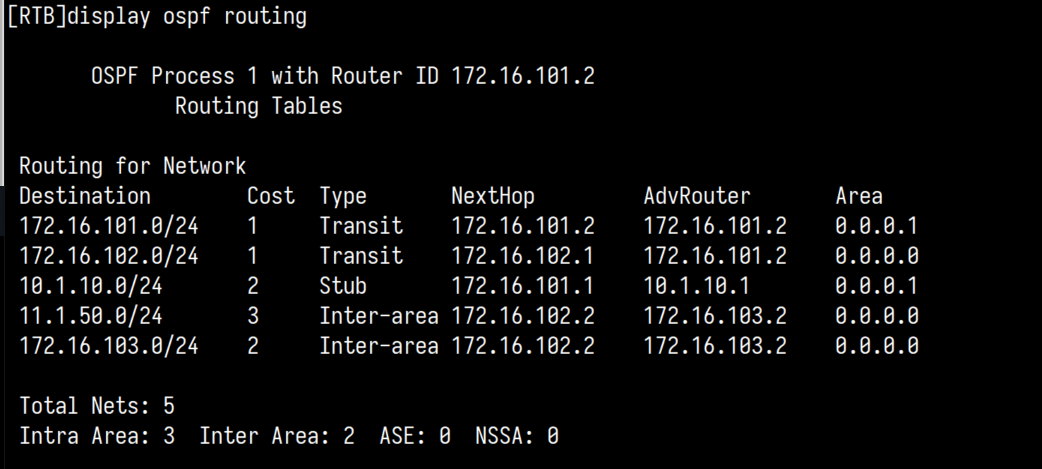 [RTB]display ospf routing
OSPF Process 1 with Router ID 172.16.101.2
Routing Tables
Routing for Network
Destination Cost Type NextHop AdvRouter Area
172.16.101.0/24 1 Transit 172.16.101.2 172.16.101.2 0.0.0.1
172.16.102.0/24 1 Transit 172.16.102.1 172.16.101.2 0.0.0.0
10.1.10.0/24 2 Stub 172.16.101.1 10.1.10.1 0.0.0.1
11.1.50.0/24 3 Inter-area 172.16.102.2 172.16.103.2 0.0.0.0
172.16.103.0/24 2 Inter-area 172.16.102.2 172.16.103.2 0.0.0.0
Total Nets: 5
Intra Area: 3 Inter Area: 2 ASE: 0 NSSA: 0